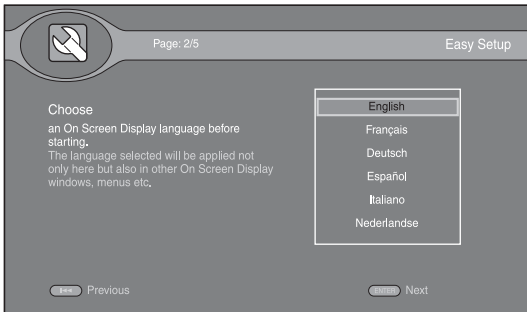 Page: 2/5
Easy Setup
Choose
an On Screen Display language before
starting.
The language selected will be applied not
only here but also in other On Screen Display
windows, menus etc.
English
Français
Deutsch
Español
Italiano
Nederlandse
Previous
ENTER Next